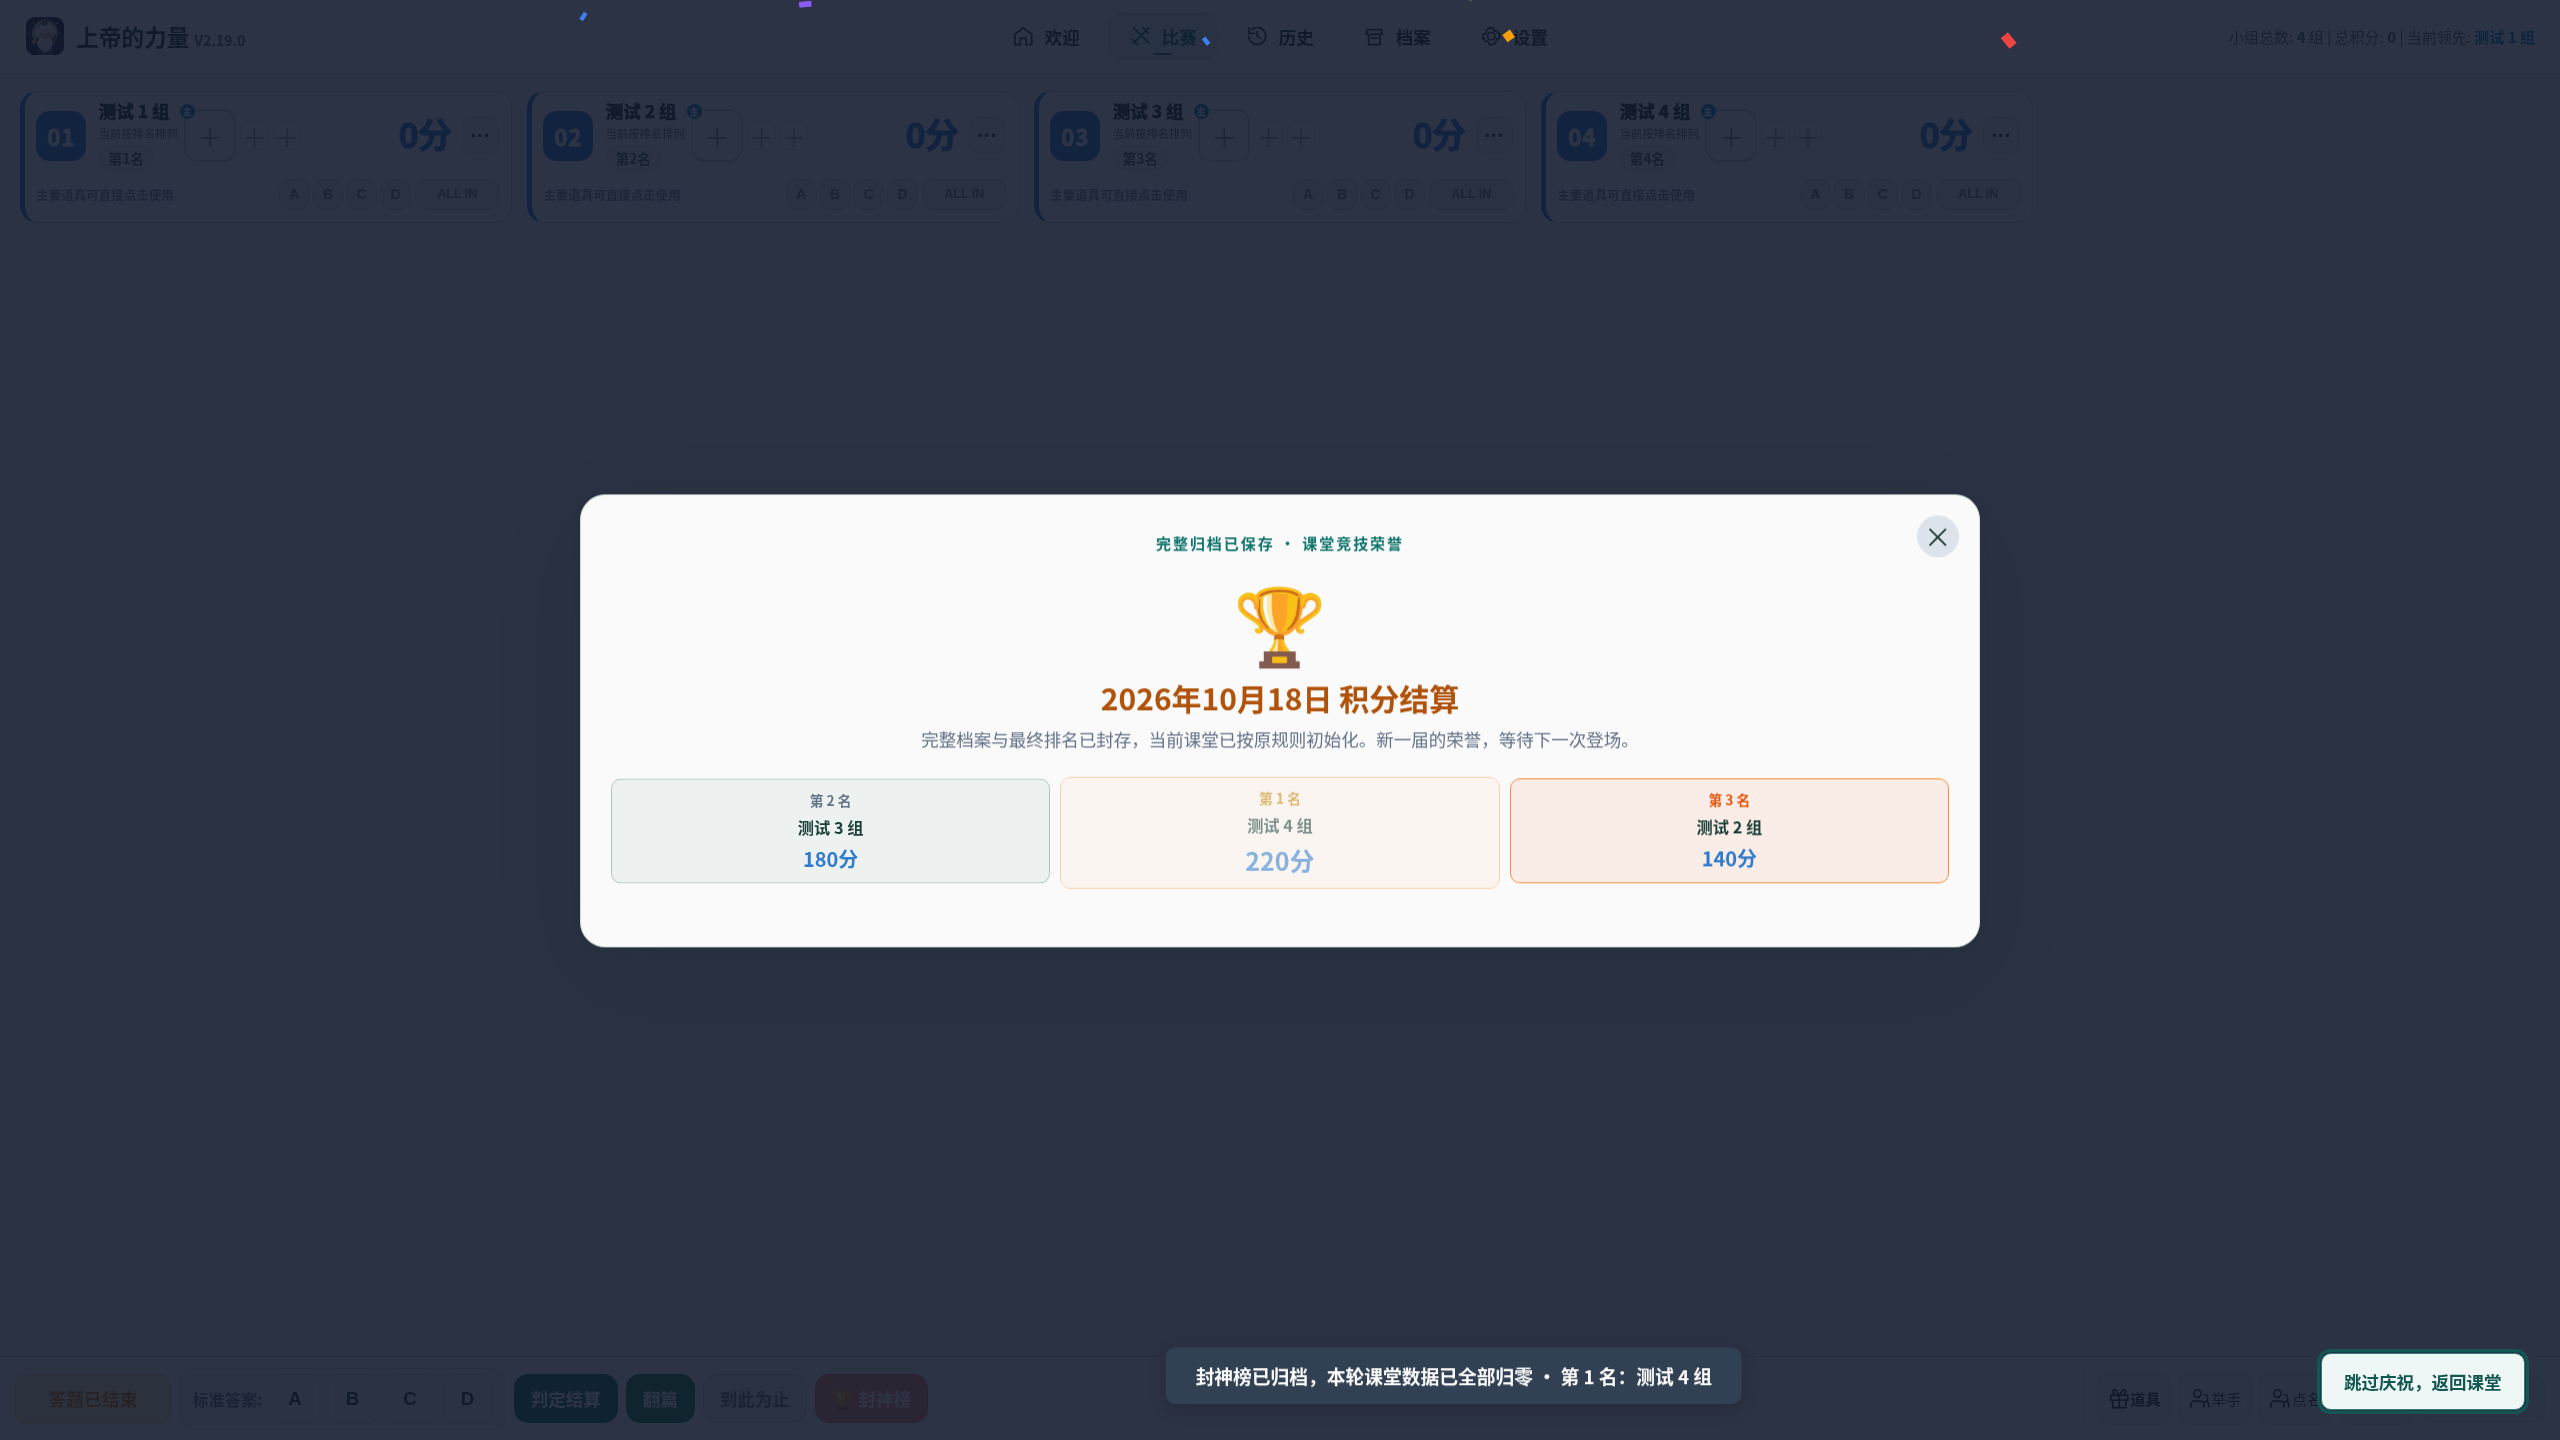 上帝的力量 V2.19.0
欢迎
比赛
历史
档案
设置
小组总数: 4 组 | 总积分: 0 | 当前领先: 测试 1 组
01
测试 1 组
主
当前按排名排列
第1名
0分
主要道具可直接点击使用
A B C D ALL IN
02
测试 2 组
主
当前按排名排列
第2名
0分
主要道具可直接点击使用
A B C D ALL IN
03
测试 3 组
主
当前按排名排列
第3名
0分
主要道具可直接点击使用
A B C D ALL IN
04
测试 4 组
主
当前按排名排列
第4名
0分
主要道具可直接点击使用
A B C D ALL IN
完整归档已保存 · 课堂竞技荣誉
2026年10月18日 积分结算
完整档案与最终排名已封存，当前课堂已按原规则初始化。新一届的荣誉，等待下一次登场。
第 2 名
测试 3 组
180分
第 1 名
测试 4 组
220分
第 3 名
测试 2 组
140分
封神榜已归档，本轮课堂数据已全部归零 · 第 1 名：测试 4 组
答题已结束
标准答案: A B C D
判定结算
翻篇
到此为止
封神榜
道具
举手
点名
跳过庆祝，返回课堂